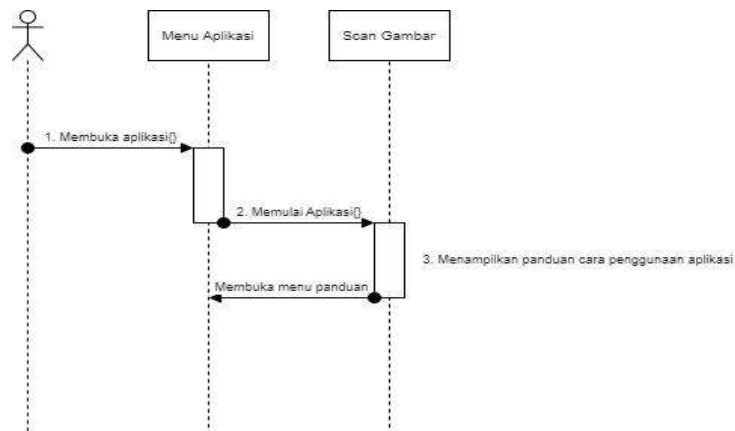 Menu Aplikasi
Scan Gambar
1. Membuka aplikasi()
2. Memulai Aplikasi()
3. Menampilkan panduan cara penggunaan aplikasi
Membuka menu panduan